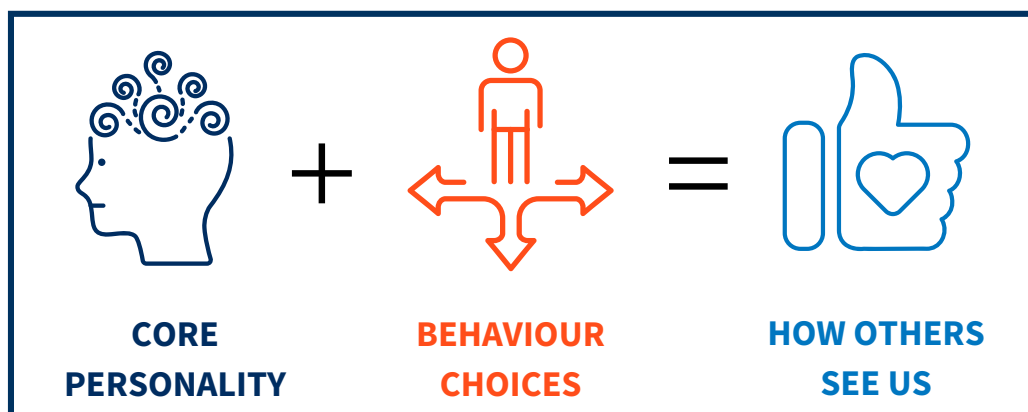 CORE
PERSONALITY
+
BEHAVIOUR
CHOICES
=
HOW OTHERS
SEE US